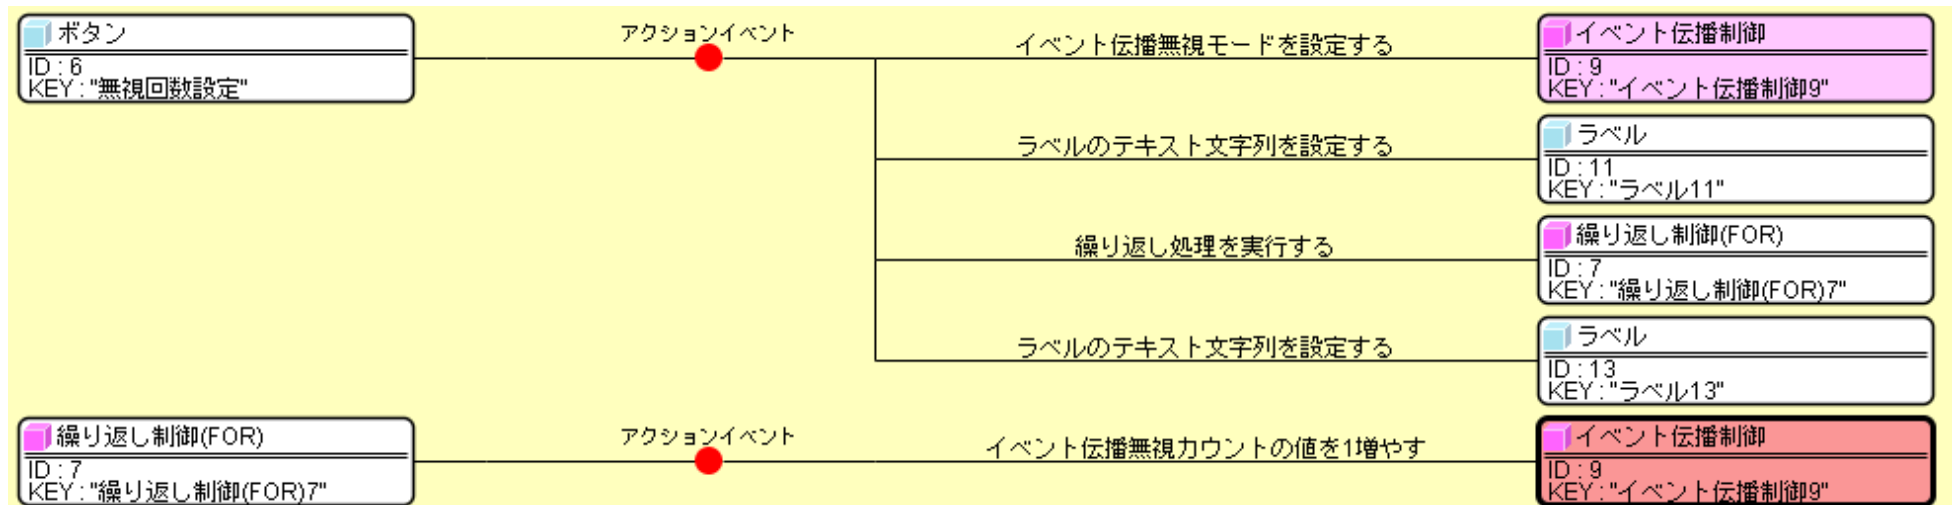 ボタン
ID : 6
KEY : "無視回数設定"
アクションイベント
イベント伝播無視モードを設定する
イベント伝播制御
ID : 9
KEY : "イベント伝播制御9"
ラベルのテキスト文字列を設定する
ラベル
ID : 11
KEY : "ラベル11"
繰り返し処理を実行する
繰り返し制御(FOR)
ID : 7
KEY : "繰り返し制御(FOR)7"
ラベルのテキスト文字列を設定する
ラベル
ID : 13
KEY : "ラベル13"
繰り返し制御(FOR)
ID : 7
KEY : "繰り返し制御(FOR)7"
アクションイベント
イベント伝播無視カウントの値を1増やす
イベント伝播制御
ID : 9
KEY : "イベント伝播制御9"